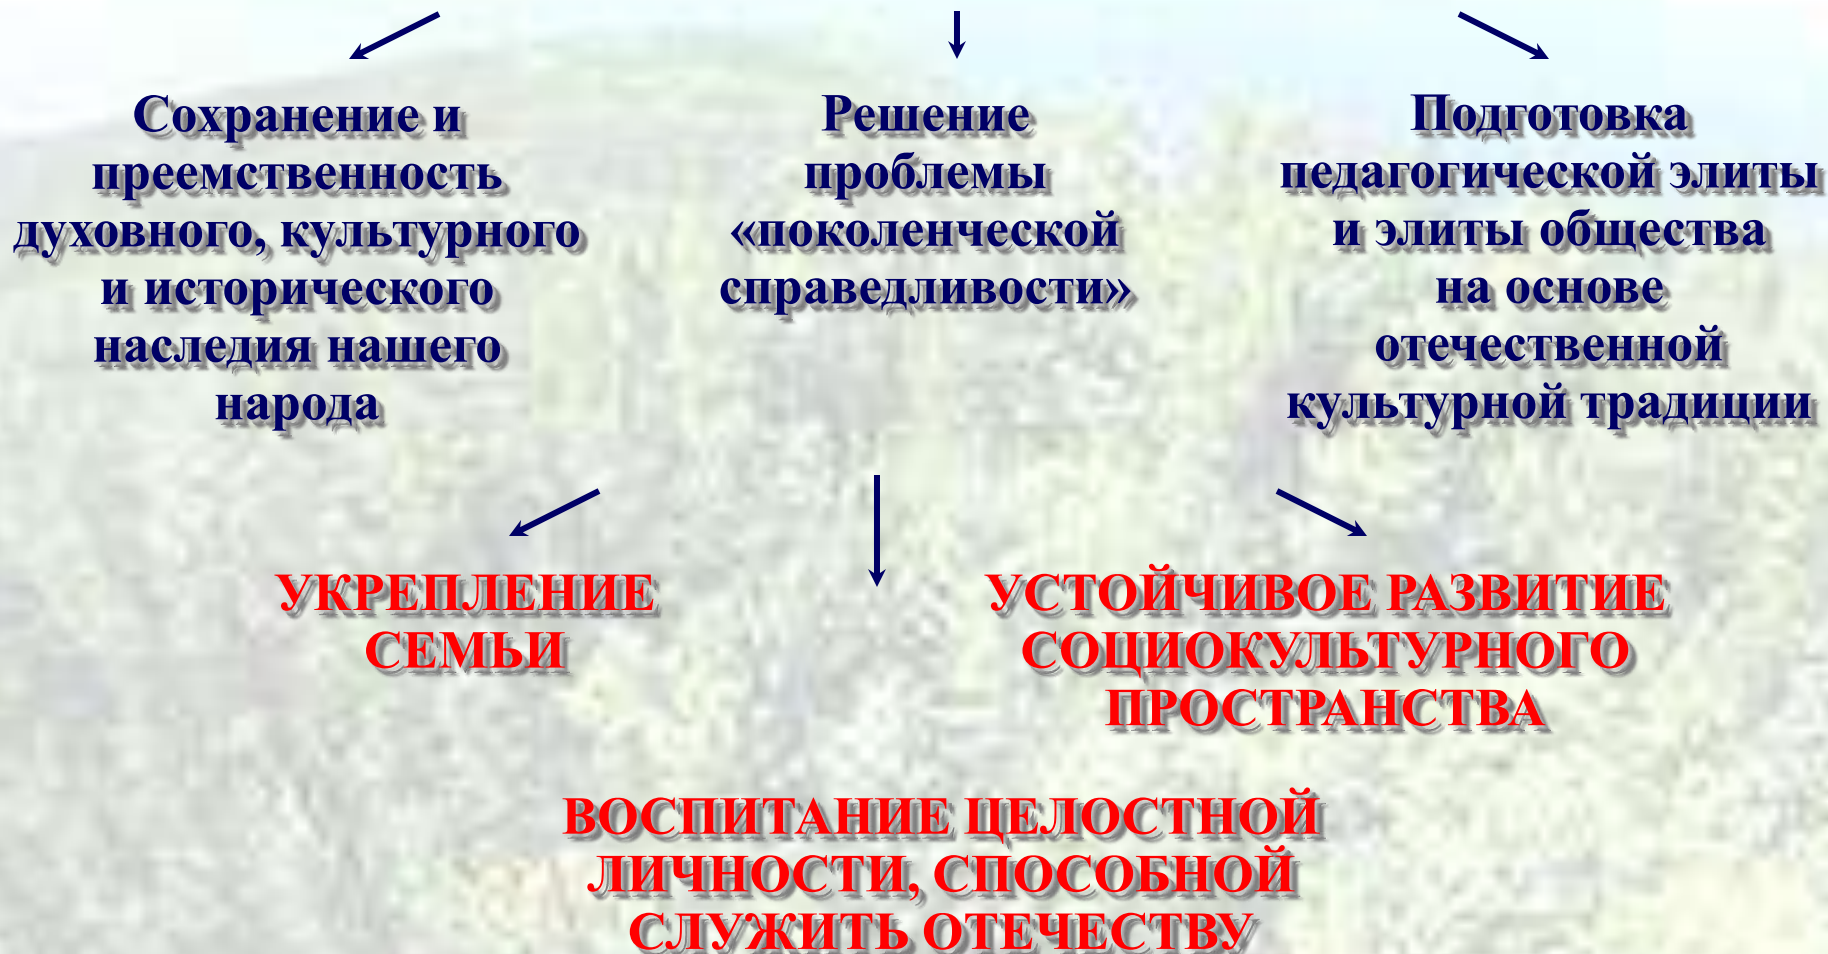 Сохранение и
преемственность
духовного, культурного
и исторического
наследия нашего
народа
Решение
проблемы
«поколенческой
справедливости»
Подготовка
педагогической элиты
и элиты общества
на основе
отечественной
культурной традиции
УКРЕПЛЕНИЕ
СЕМЬИ
УСТОЙЧИВОЕ РАЗВИТИЕ
СОЦИОКУЛЬТУРНОГО
ПРОСТРАНСТВА
ВОСПИТАНИЕ ЦЕЛОСТНОЙ
ЛИЧНОСТИ, СПОСОБНОЙ
СЛУЖИТЬ ОТЕЧЕСТВУ